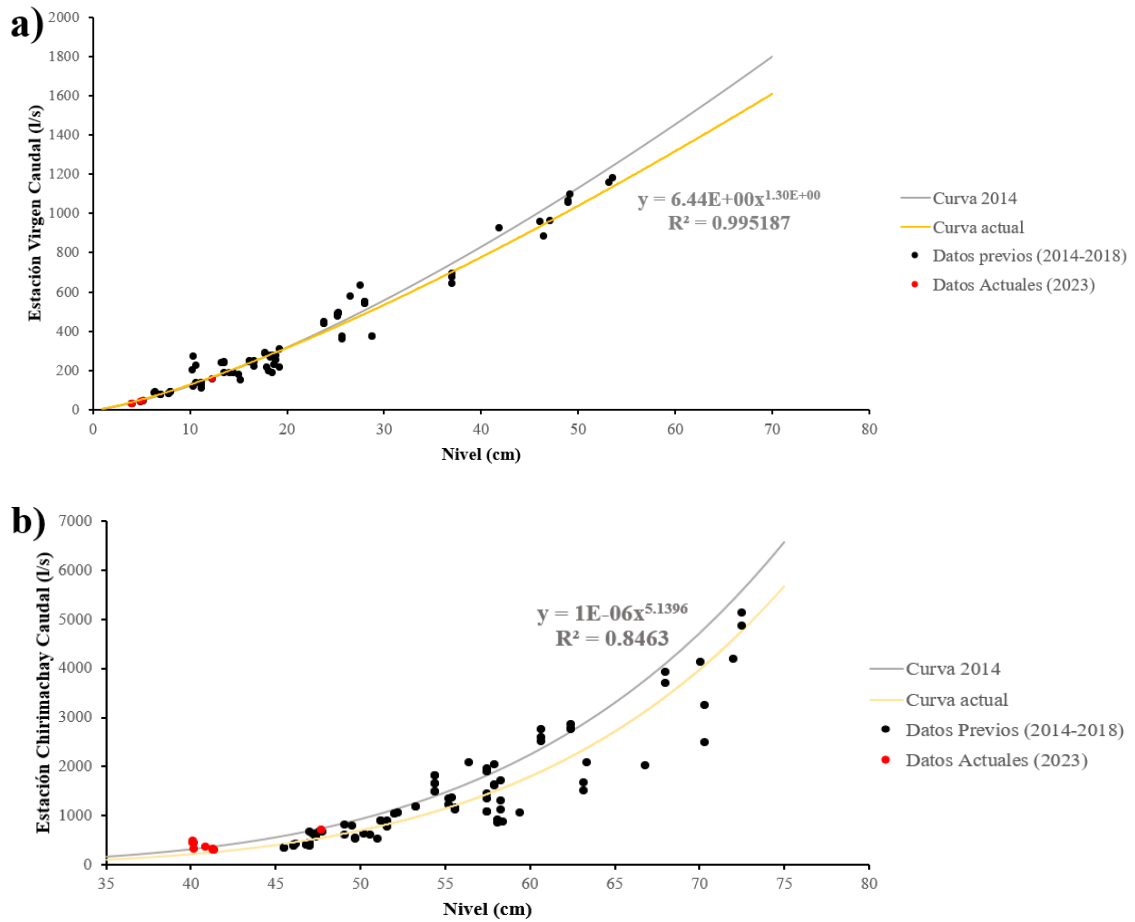 a)
2000
1800
1600
1400
1200
1000
800
600
400
200
0
Estación Virgen Caudal (l/s)
y = 6.44E+00x^1.30E+00
R² = 0.995187
Curva 2014
Curva actual
Datos previos (2014-2018)
Datos Actuales (2023)
0 10 20 30 40 50 60 70 80
Nivel (cm)
b)
7000
6000
5000
4000
3000
2000
1000
0
Estación Chirimachay Caudal (l/s)
y = 1E-06x^5.1396
R² = 0.8463
Curva 2014
Curva actual
Datos Previos (2014-2018)
Datos Actuales (2023)
35 40 45 50 55 60 65 70 75 80
Nivel (cm)